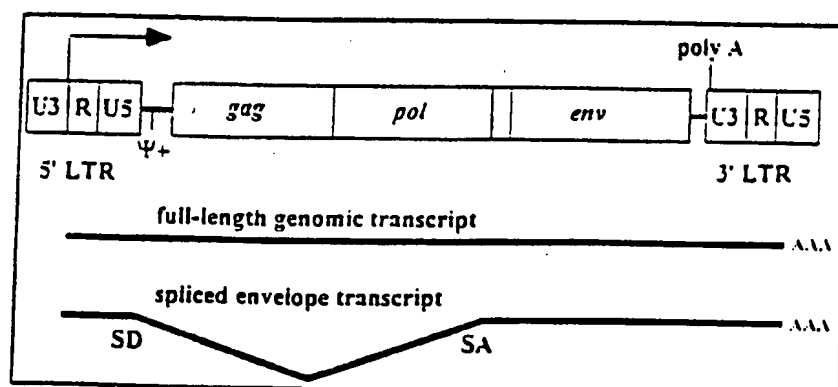 poly A
U3 R U5 gag pol env U3 R U5
Ψ+
5' LTR 3' LTR
full-length genomic transcript
AAA
spliced envelope transcript
AAA
SD SA